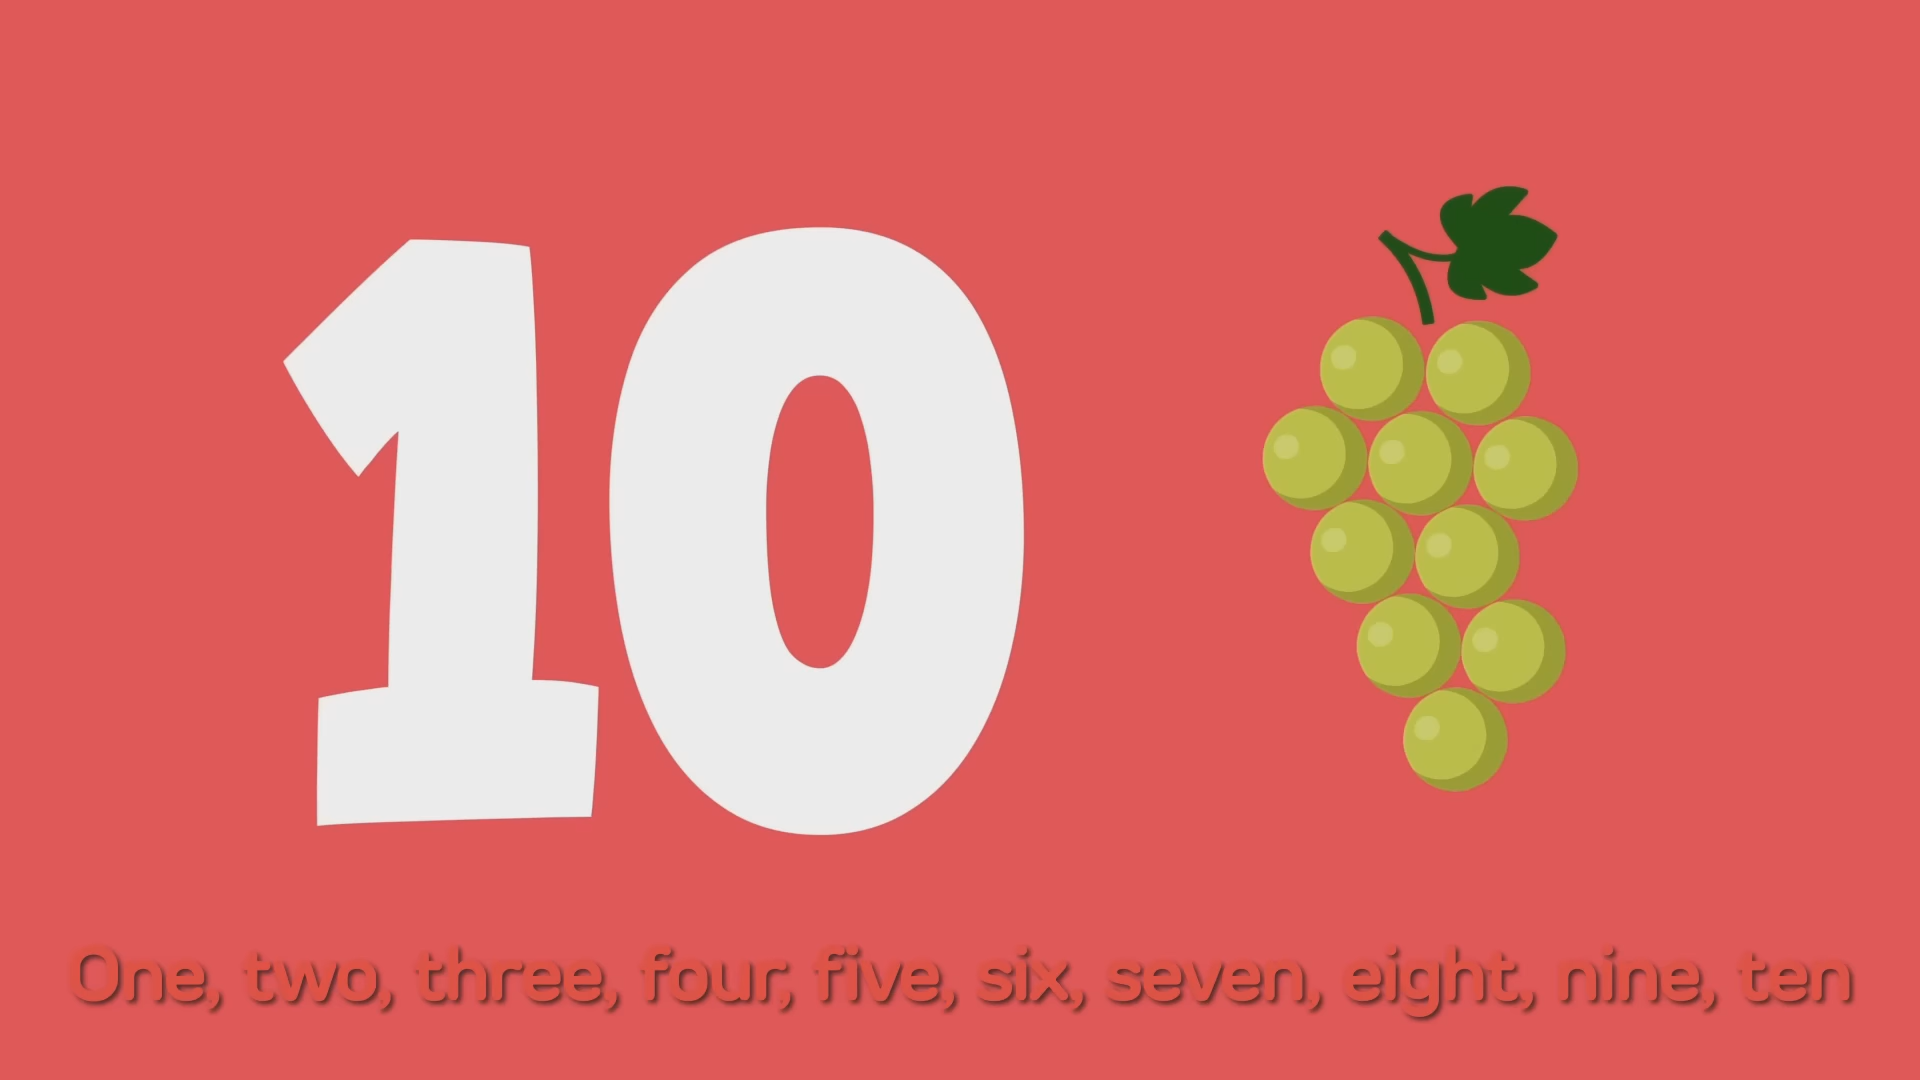 10
One, two, three, four, five, six, seven, eight, nine, ten